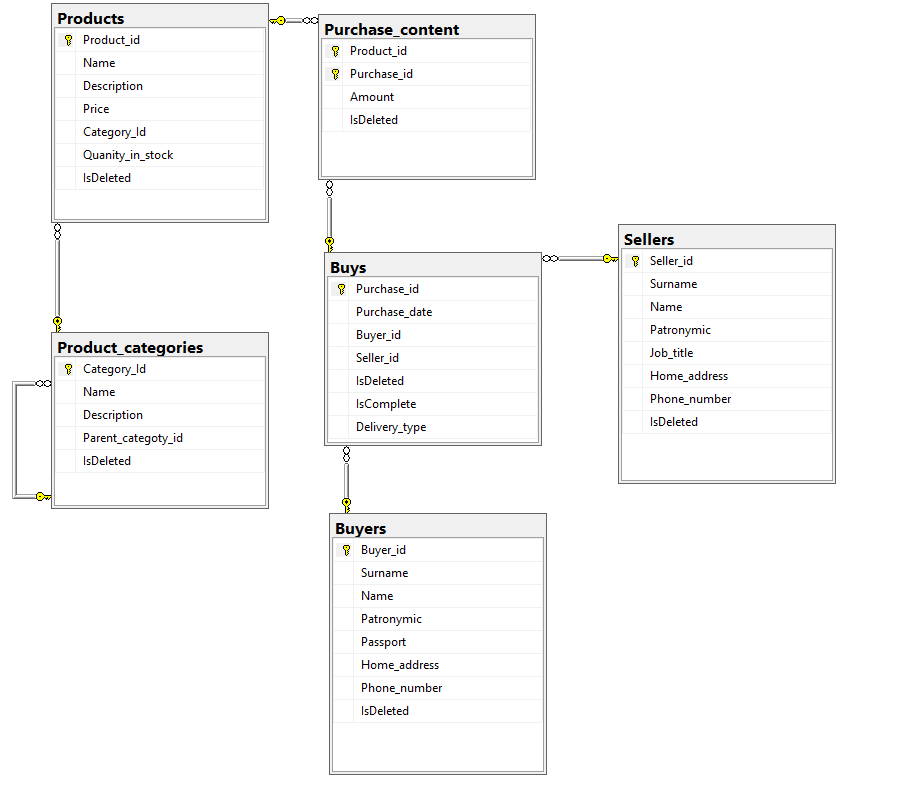 Products
Product_id
Name
Description
Price
Category_Id
Quanity_in_stock
IsDeleted
Purchase_content
Product_id
Purchase_id
Amount
IsDeleted
Buys
Purchase_id
Purchase_date
Buyer_id
Seller_id
IsDeleted
IsComplete
Delivery_type
Sellers
Seller_id
Surname
Name
Patronymic
Job_title
Home_address
Phone_number
IsDeleted
Product_categories
Category_Id
Name
Description
Parent_categoty_id
IsDeleted
Buyers
Buyer_id
Surname
Name
Patronymic
Passport
Home_address
Phone_number
IsDeleted